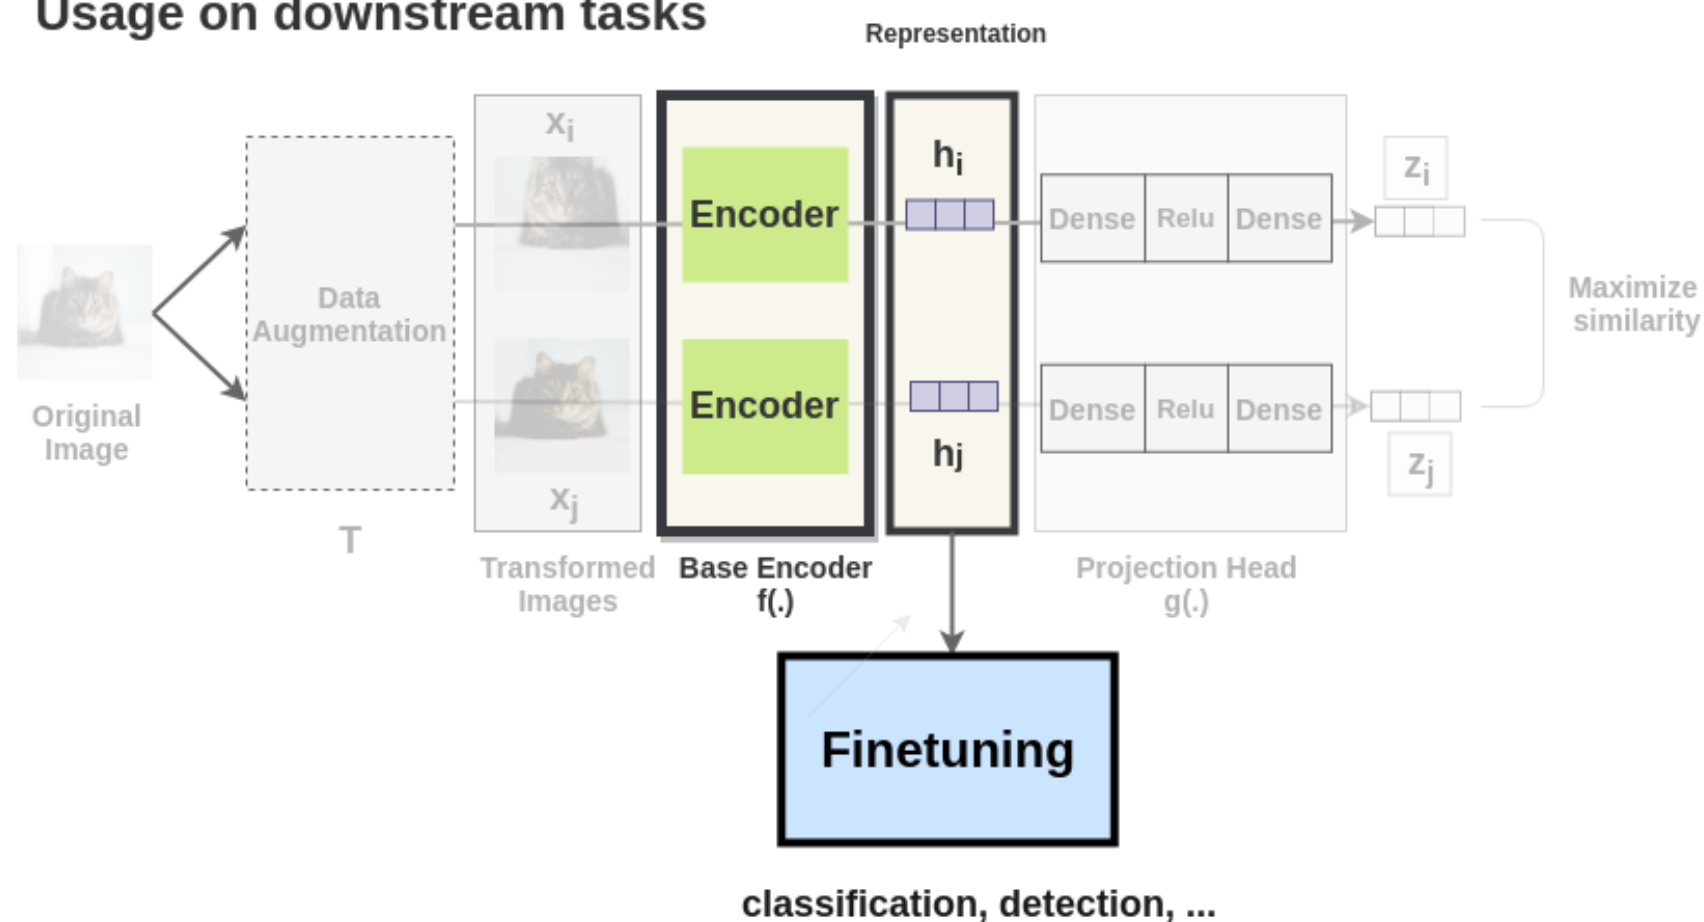 Usage on downstream tasks
Representation
xi
hi
zi
Encoder
Dense Relu Dense
Data
Augmentation
Maximize
similarity
Original
Image
Encoder
Dense Relu Dense
hj
zj
xj
T
Transformed
Images
Base Encoder
f(.)
Projection Head
g(.)
Finetuning
classification, detection, ...